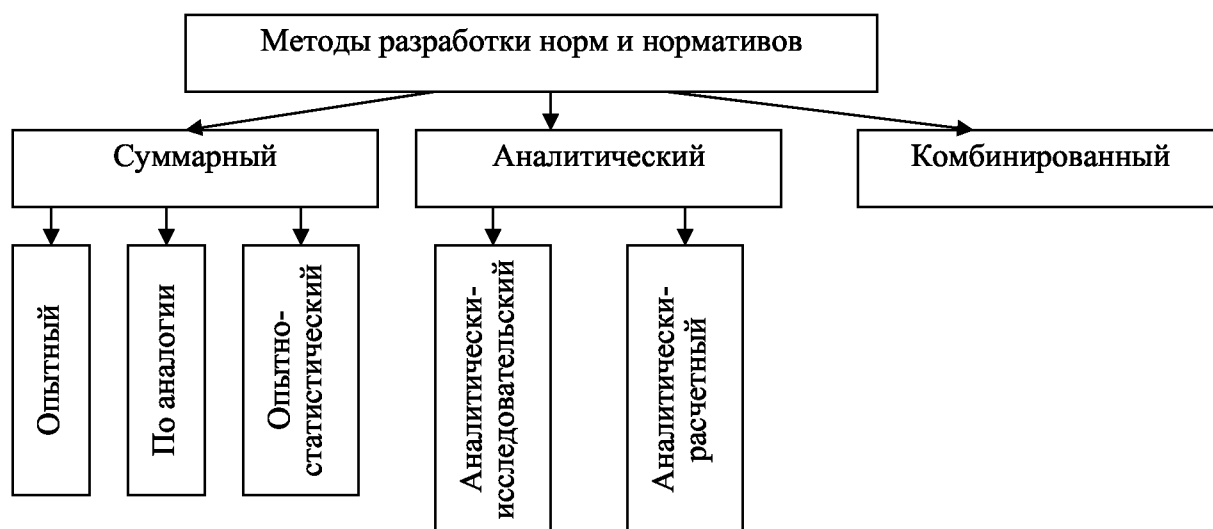 Методы разработки норм и нормативов
Суммарный
Аналитический
Комбинированный
Опытный
По аналогии
Опытно-
статистический
Аналитически-
исследовательский
Аналитически-
расчетный